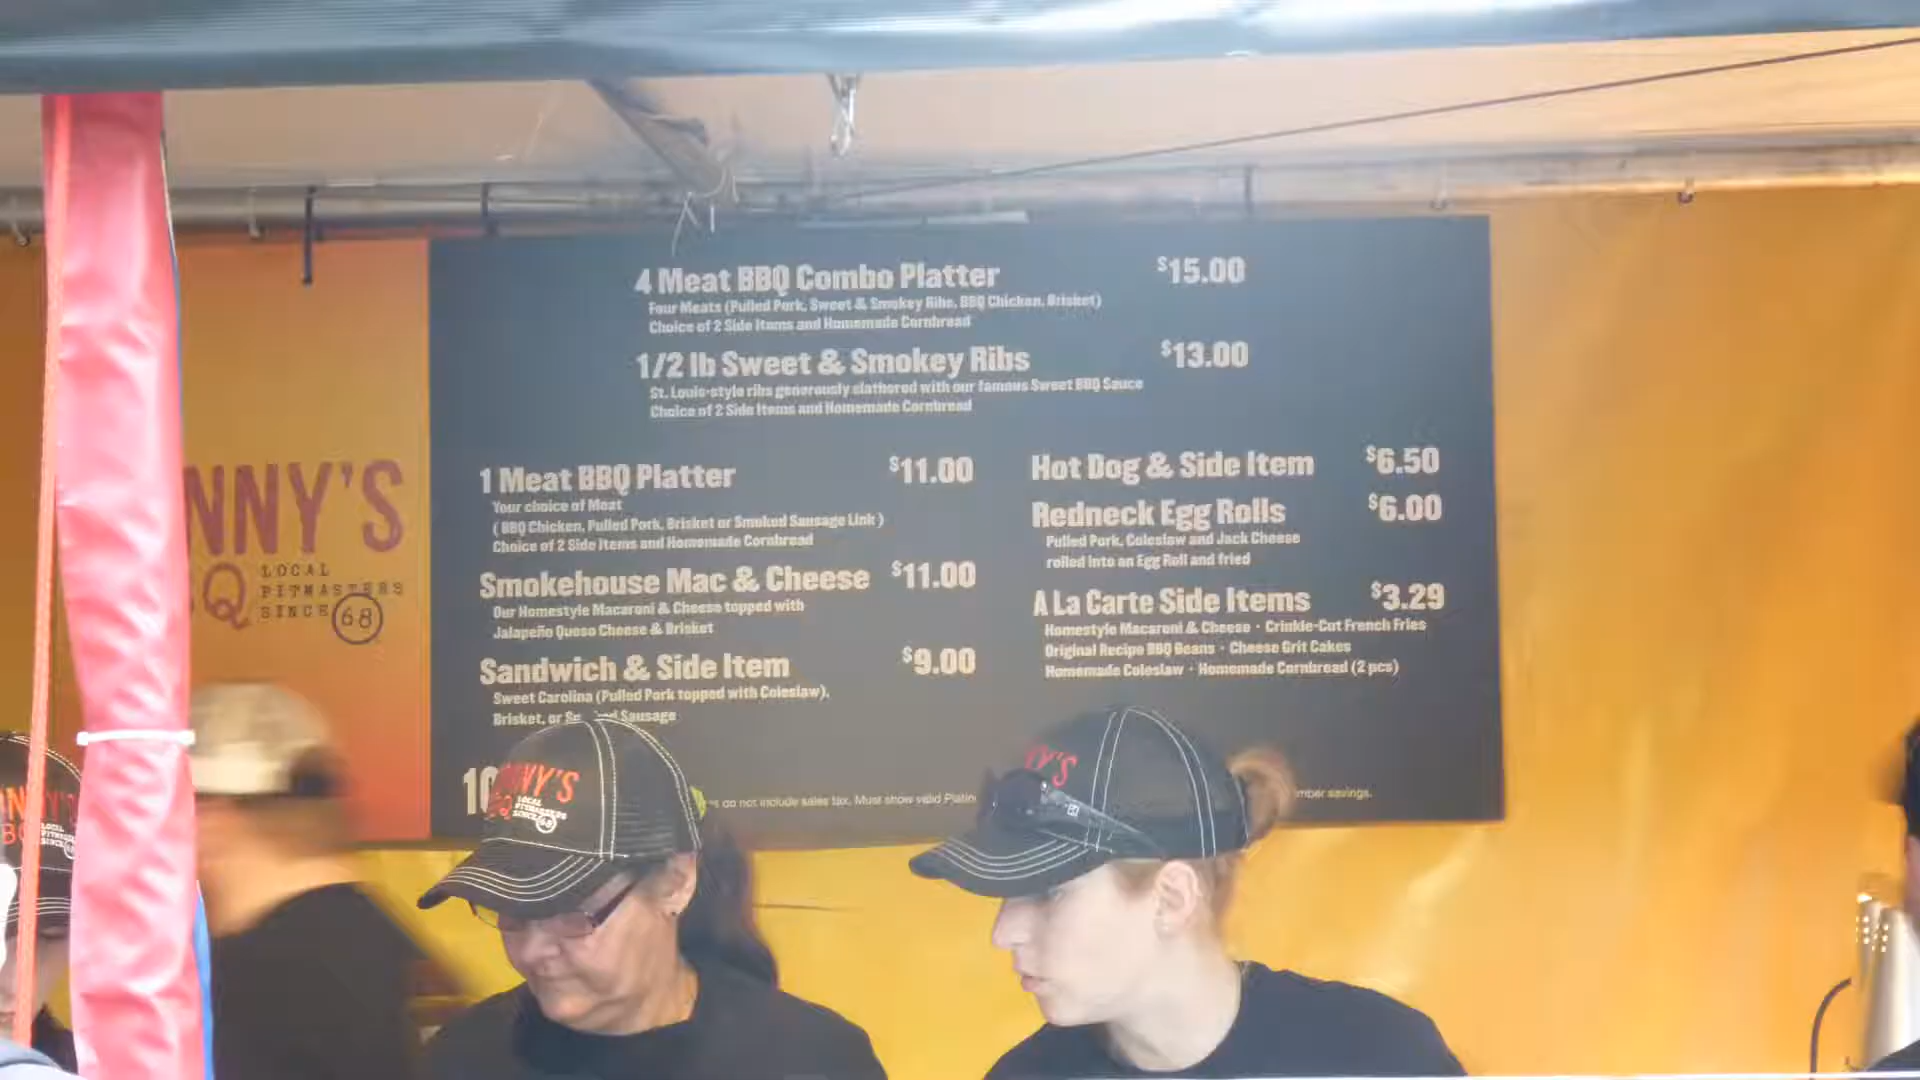 4 Meat BBQ Combo Platter $15.00
Four Meats (Pulled Pork, Sweet & Smokey Ribs, BBQ Chicken, Brisket)
Choice of 2 Side Items and Homemade Cornbread
1/2 lb Sweet & Smokey Ribs $13.00
St. Louis-style ribs generously slathered with our famous Sweet BBQ Sauce
Choice of 2 Side Items and Homemade Cornbread
1 Meat BBQ Platter $11.00
Your choice of Meat
( BBQ Chicken, Pulled Pork, Brisket or Smoked Sausage Link )
Choice of 2 Side Items and Homemade Cornbread
Smokehouse Mac & Cheese $11.00
Our Homestyle Macaroni & Cheese topped with
Jalapeño Queso Cheese & Brisket
Sandwich & Side Item $9.00
Sweet Carolina (Pulled Pork topped with Coleslaw),
Brisket, or Sausage
Hot Dog & Side Item $6.50
Redneck Egg Rolls $6.00
Pulled Pork, Coleslaw and Jack Cheese
rolled into an Egg Roll and fried
A La Carte Side Items $3.29
Homestyle Macaroni & Cheese · Crinkle-Cut French Fries
Original Recipe BBQ Beans · Cheese Grit Cakes
Homemade Coleslaw · Homemade Cornbread (2 pcs)
10
do not include sales tax. Must show valid
savings.
NNY'S
Q
LOCAL
PITMASTERS
SINCE 68
NNY'S
LOCAL
PITMASTERS
SINCE 68
Y'S
NNY'S
BQ
LOCAL
PITMASTERS
SINCE 68